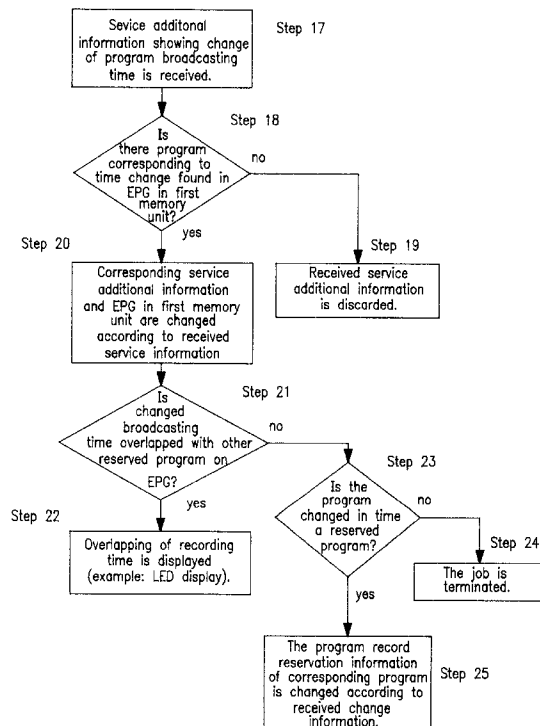 Sevice additonal
information showing change
of program broadcasting
time is received.
Step 17
Step 18
Is
there program
corresponding to
time change found in
EPG in first
memory
unit?
no
yes
Step 20
Step 19
Corresponding service
additional information
and EPG in first memory
unit are changed
according to received
service information
Received service
additional information
is discarded.
Step 21
Is
changed
broadcasting
time overlapped with other
reserved program on
EPG?
no
yes
Step 22
Step 23
Overlapping of recording
time is displayed
(example: LED display).
Is the
program
changed in time
a reserved
program?
no
yes
Step 24
The job is
terminated.
The program record
reservation information
of corresponding program
is changed according to
received change
information.
Step 25